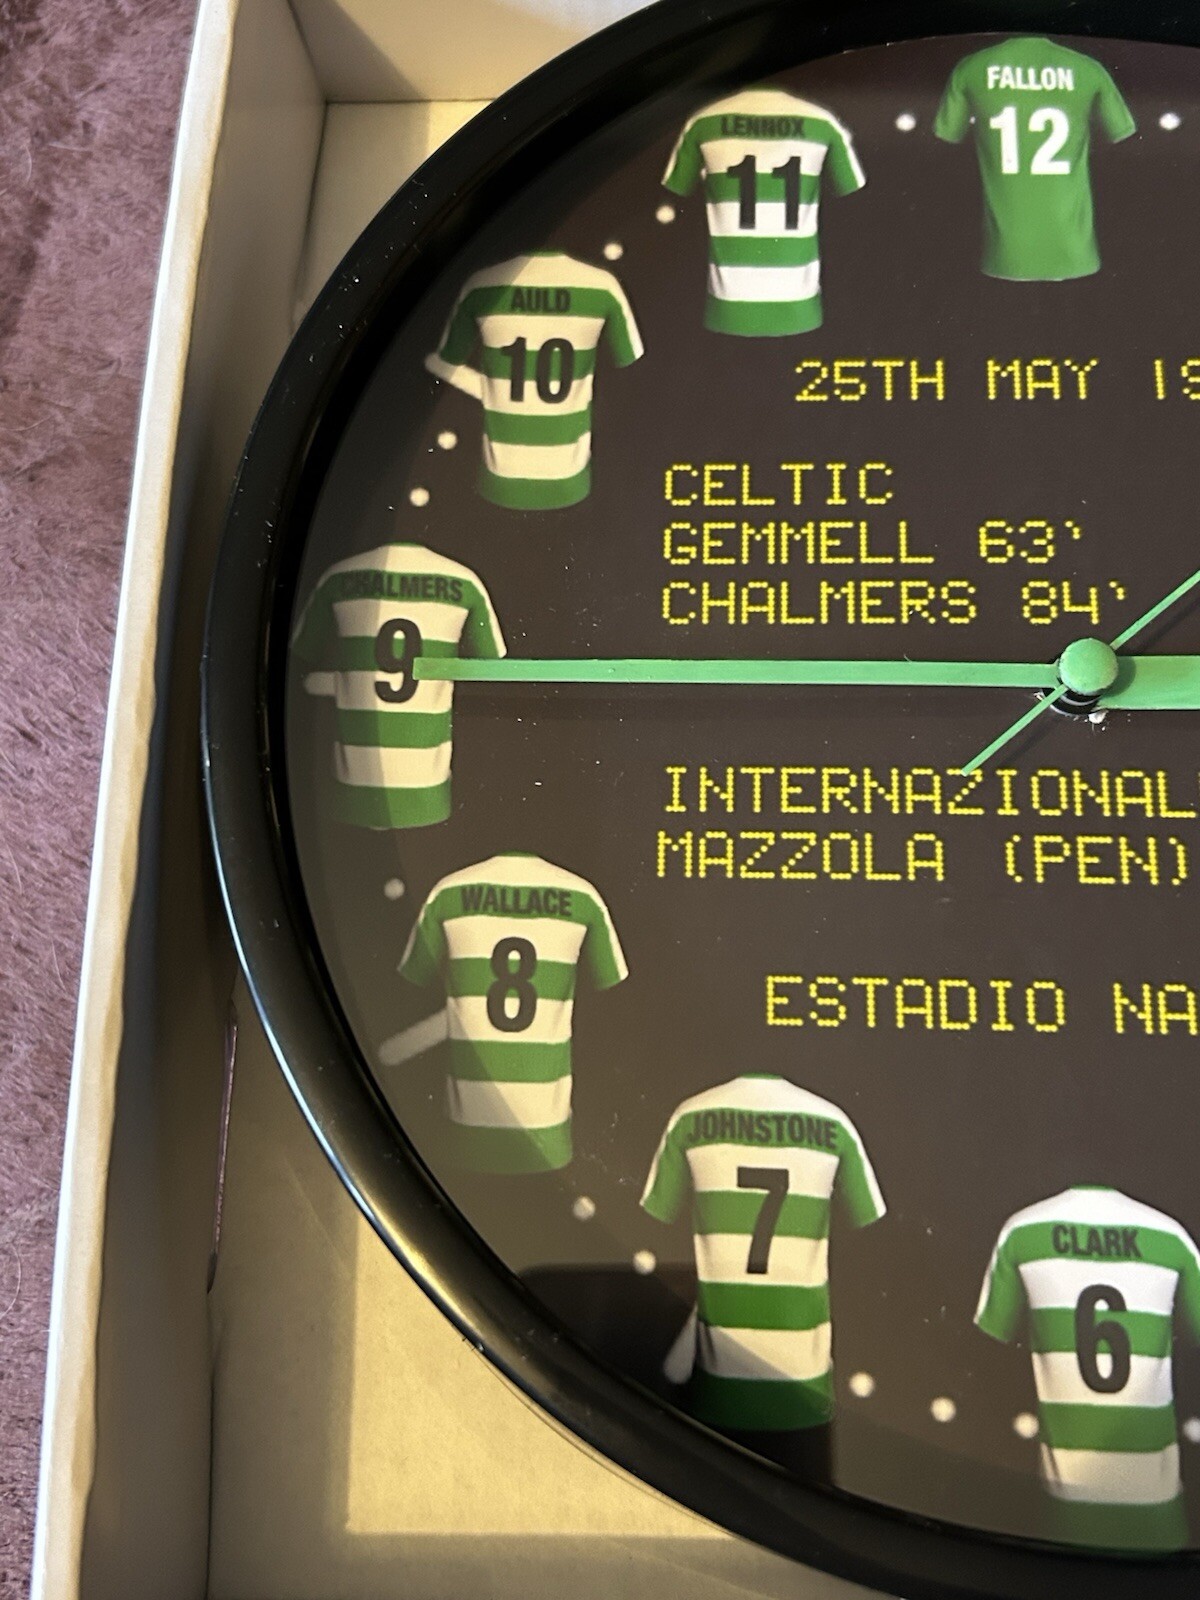 FALLON
12
LENNOX
11
AULD
10
CHALMERS
9
WALLACE
8
JOHNSTONE
7
CLARK
6
25TH MAY 19
CELTIC
GEMMELL 63‵
CHALMERS 84‵
INTERNAZIONAL
MAZZOLA (PEN)
ESTADIO NA